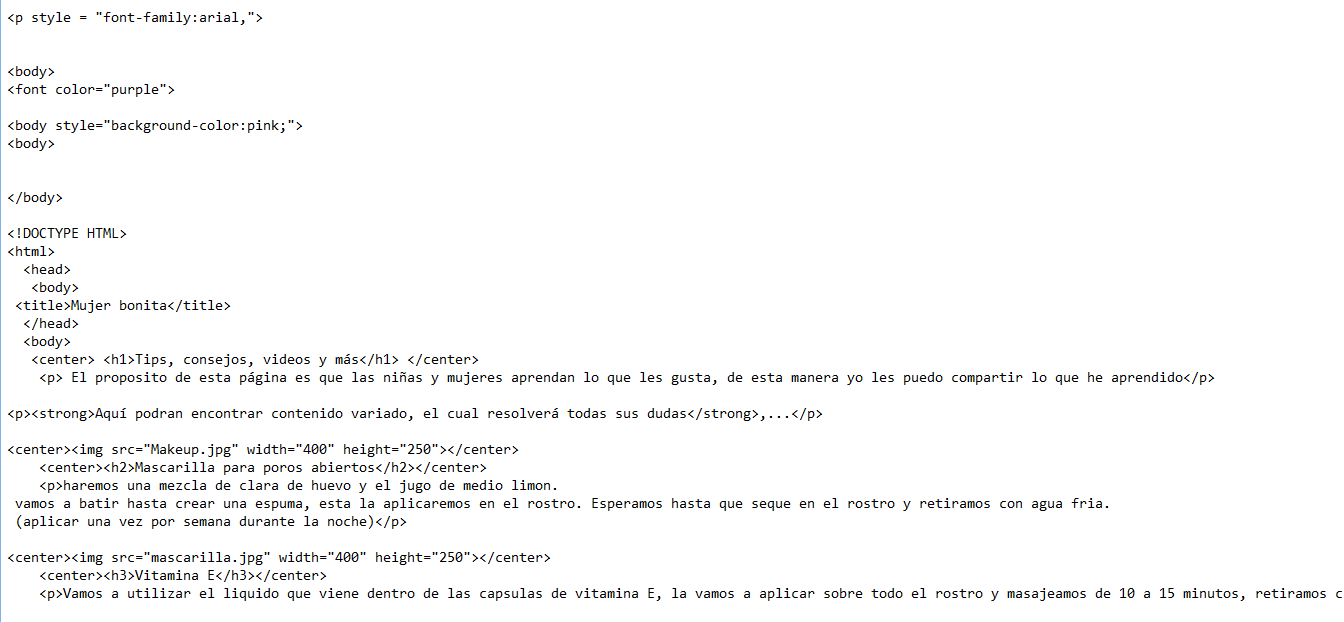 <p style = "font-family:arial,">
<body>
<font color="purple">
<body style="background-color:pink;">
<body>
</body>
<!DOCTYPE HTML>
<html>
<head>
<body>
<title>Mujer bonita</title>
</head>
<body>
<center> <h1>Tips, consejos, videos y más</h1> </center>
<p> El proposito de esta página es que las niñas y mujeres aprendan lo que les gusta, de esta manera yo les puedo compartir lo que he aprendido</p>
<p><strong>Aquí podran encontrar contenido variado, el cual resolverá todas sus dudas</strong>,...</p>
<center><img src="Makeup.jpg" width="400" height="250"></center>
<center><h2>Mascarilla para poros abiertos</h2></center>
<p>haremos una mezcla de clara de huevo y el jugo de medio limon.
vamos a batir hasta crear una espuma, esta la aplicaremos en el rostro. Esperamos hasta que seque en el rostro y retiramos con agua fria.
(aplicar una vez por semana durante la noche)</p>
<center><img src="mascarilla.jpg" width="400" height="250"></center>
<center><h3>Vitamina E</h3></center>
<p>Vamos a utilizar el liquido que viene dentro de las capsulas de vitamina E, la vamos a aplicar sobre todo el rostro y masajeamos de 10 a 15 minutos, retiramos c